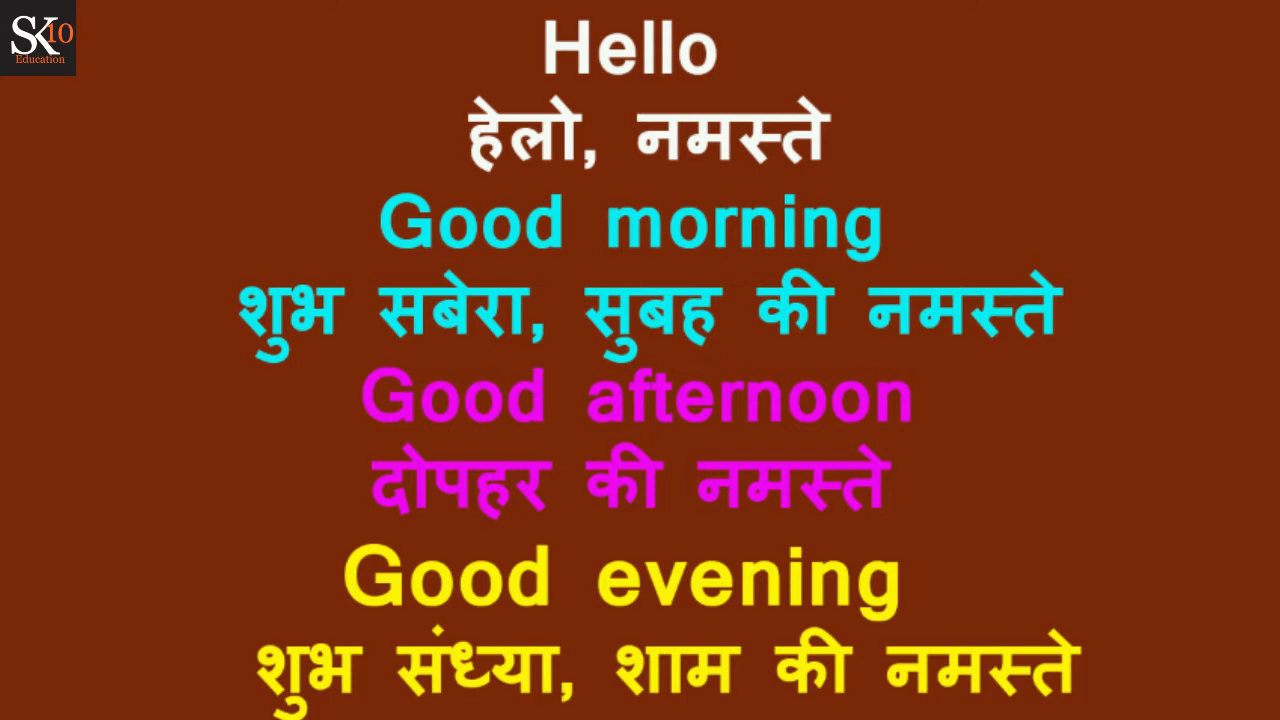 SK10
Education
Hello
हेलो, नमस्ते
Good morning
शुभ सबेरा, सुबह की नमस्ते
Good afternoon
दोपहर की नमस्ते
Good evening
शुभ संध्या, शाम की नमस्ते